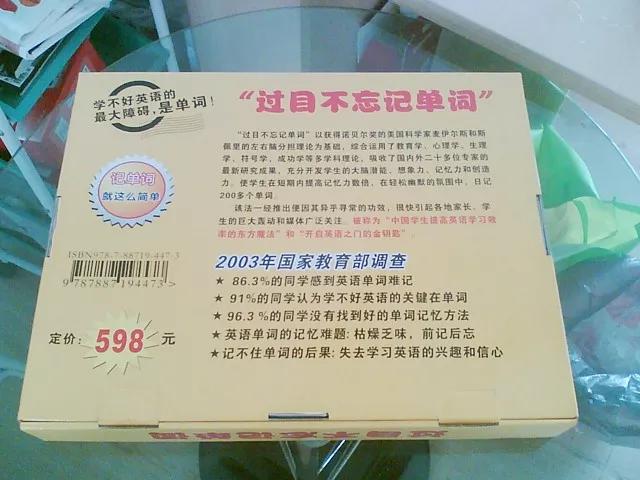 学不好英语的
最大障碍，是单词！
“过目不忘记单词”
“过目不忘记单词”以获得诺贝尔奖的美国科学家麦伊尔斯和斯
佩里的左右脑分担理论为基础，综合运用了教育学、心理学、生理
学、符号学、成功学等多学科理论，吸收了国内外二十多位专家的
最新研究成果，充分开发学生的大脑潜能、想象力、记忆力和创造
力。使学生在短期内提高记忆力数倍，在轻松幽默的氛围中，日记
200多个单词。
该法一经推出便因其异乎寻常的功效，很快引起各地家长、学
生的巨大轰动和媒体广泛关注。被称为“中国学生提高英语学习效
率的东方魔法”和“开启英语之门的金钥匙”。
记单词
就这么简单
ISBN978-7-88719-447-3
9787887194473>
定价：598元
2003年国家教育部调查
★ 86.3%的同学感到英语单词难记
★ 91%的同学认为学不好英语的关键在单词
★ 96.3%的同学没有找到好的单词记忆方法
★英语单词的记忆难题：枯燥乏味，前记后忘
★记不住单词的后果：失去学习英语的兴趣和信心
过目不忘记单词